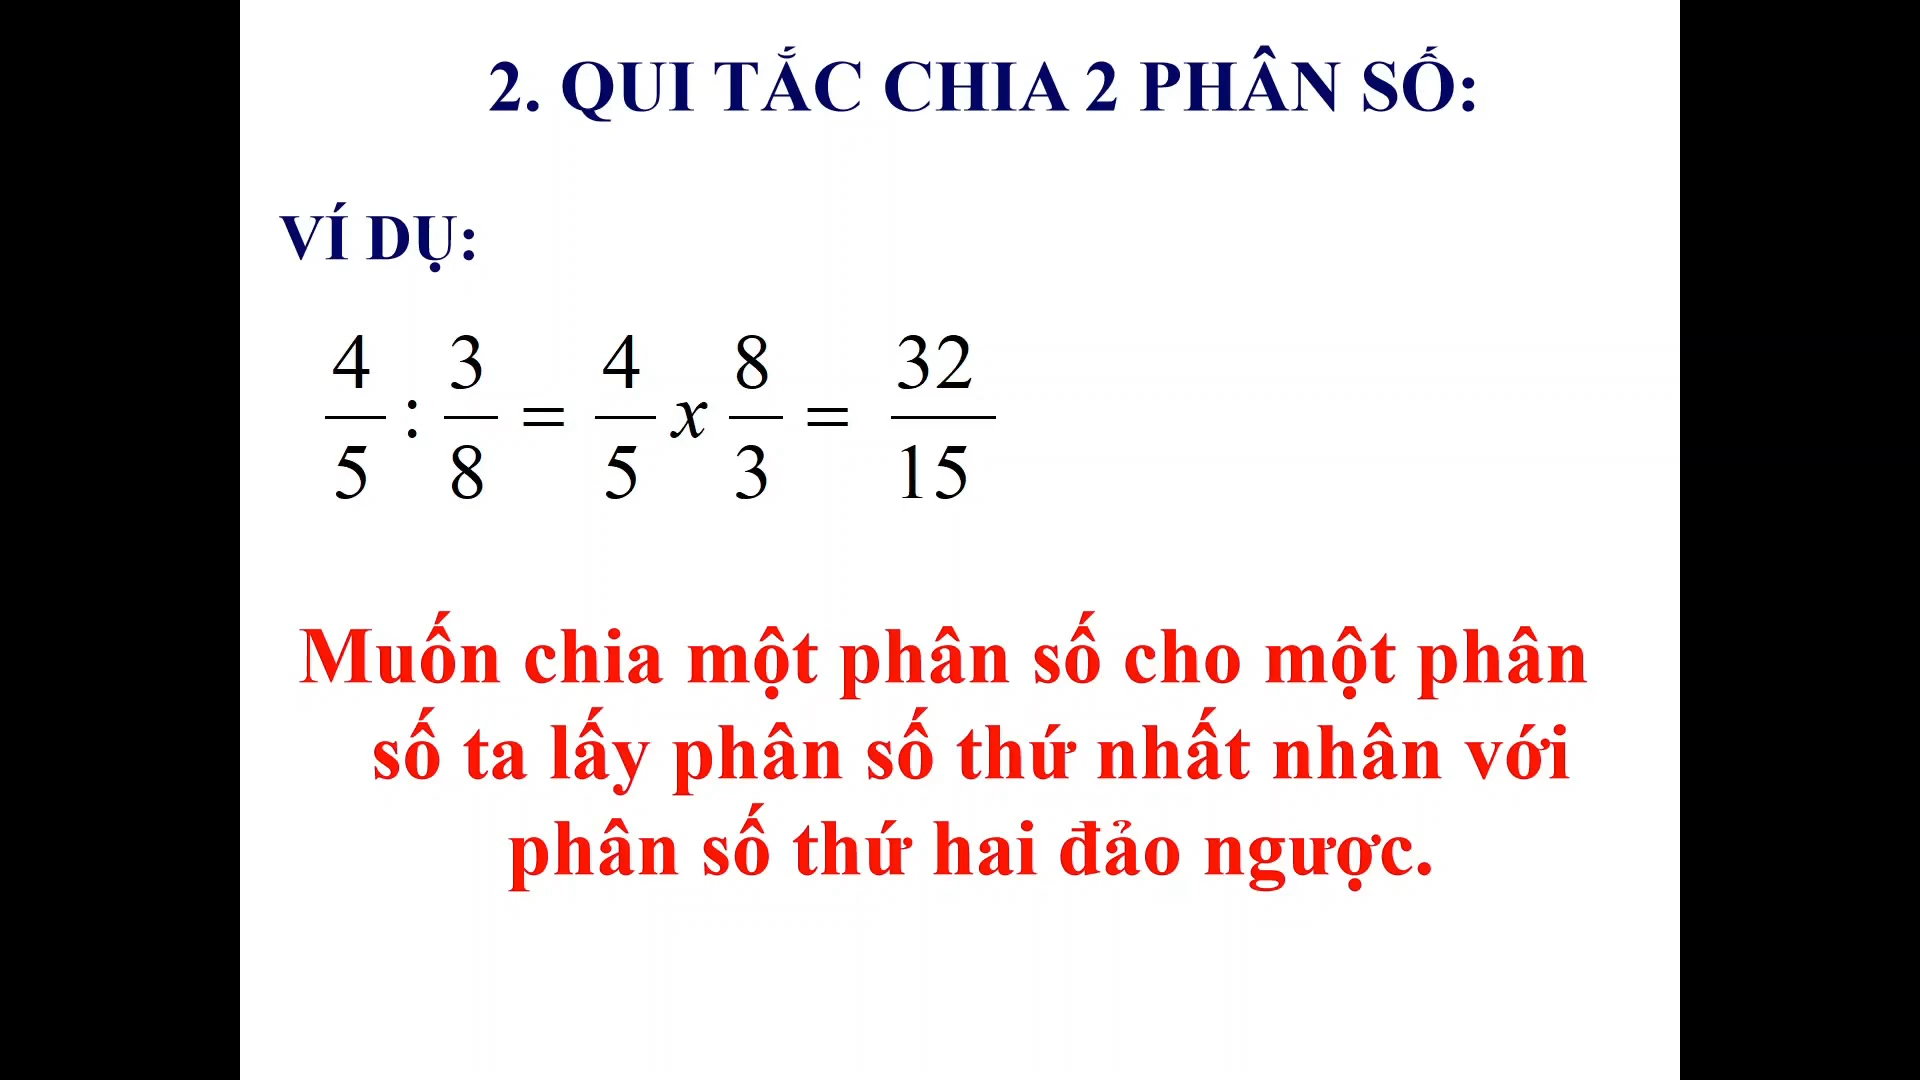 2. QUI TẮC CHIA 2 PHÂN SỐ:
VÍ DỤ:
4/5 : 3/8 = 4/5 x 8/3 = 32/15
Muốn chia một phân số cho một phân
số ta lấy phân số thứ nhất nhân với
phân số thứ hai đảo ngược.